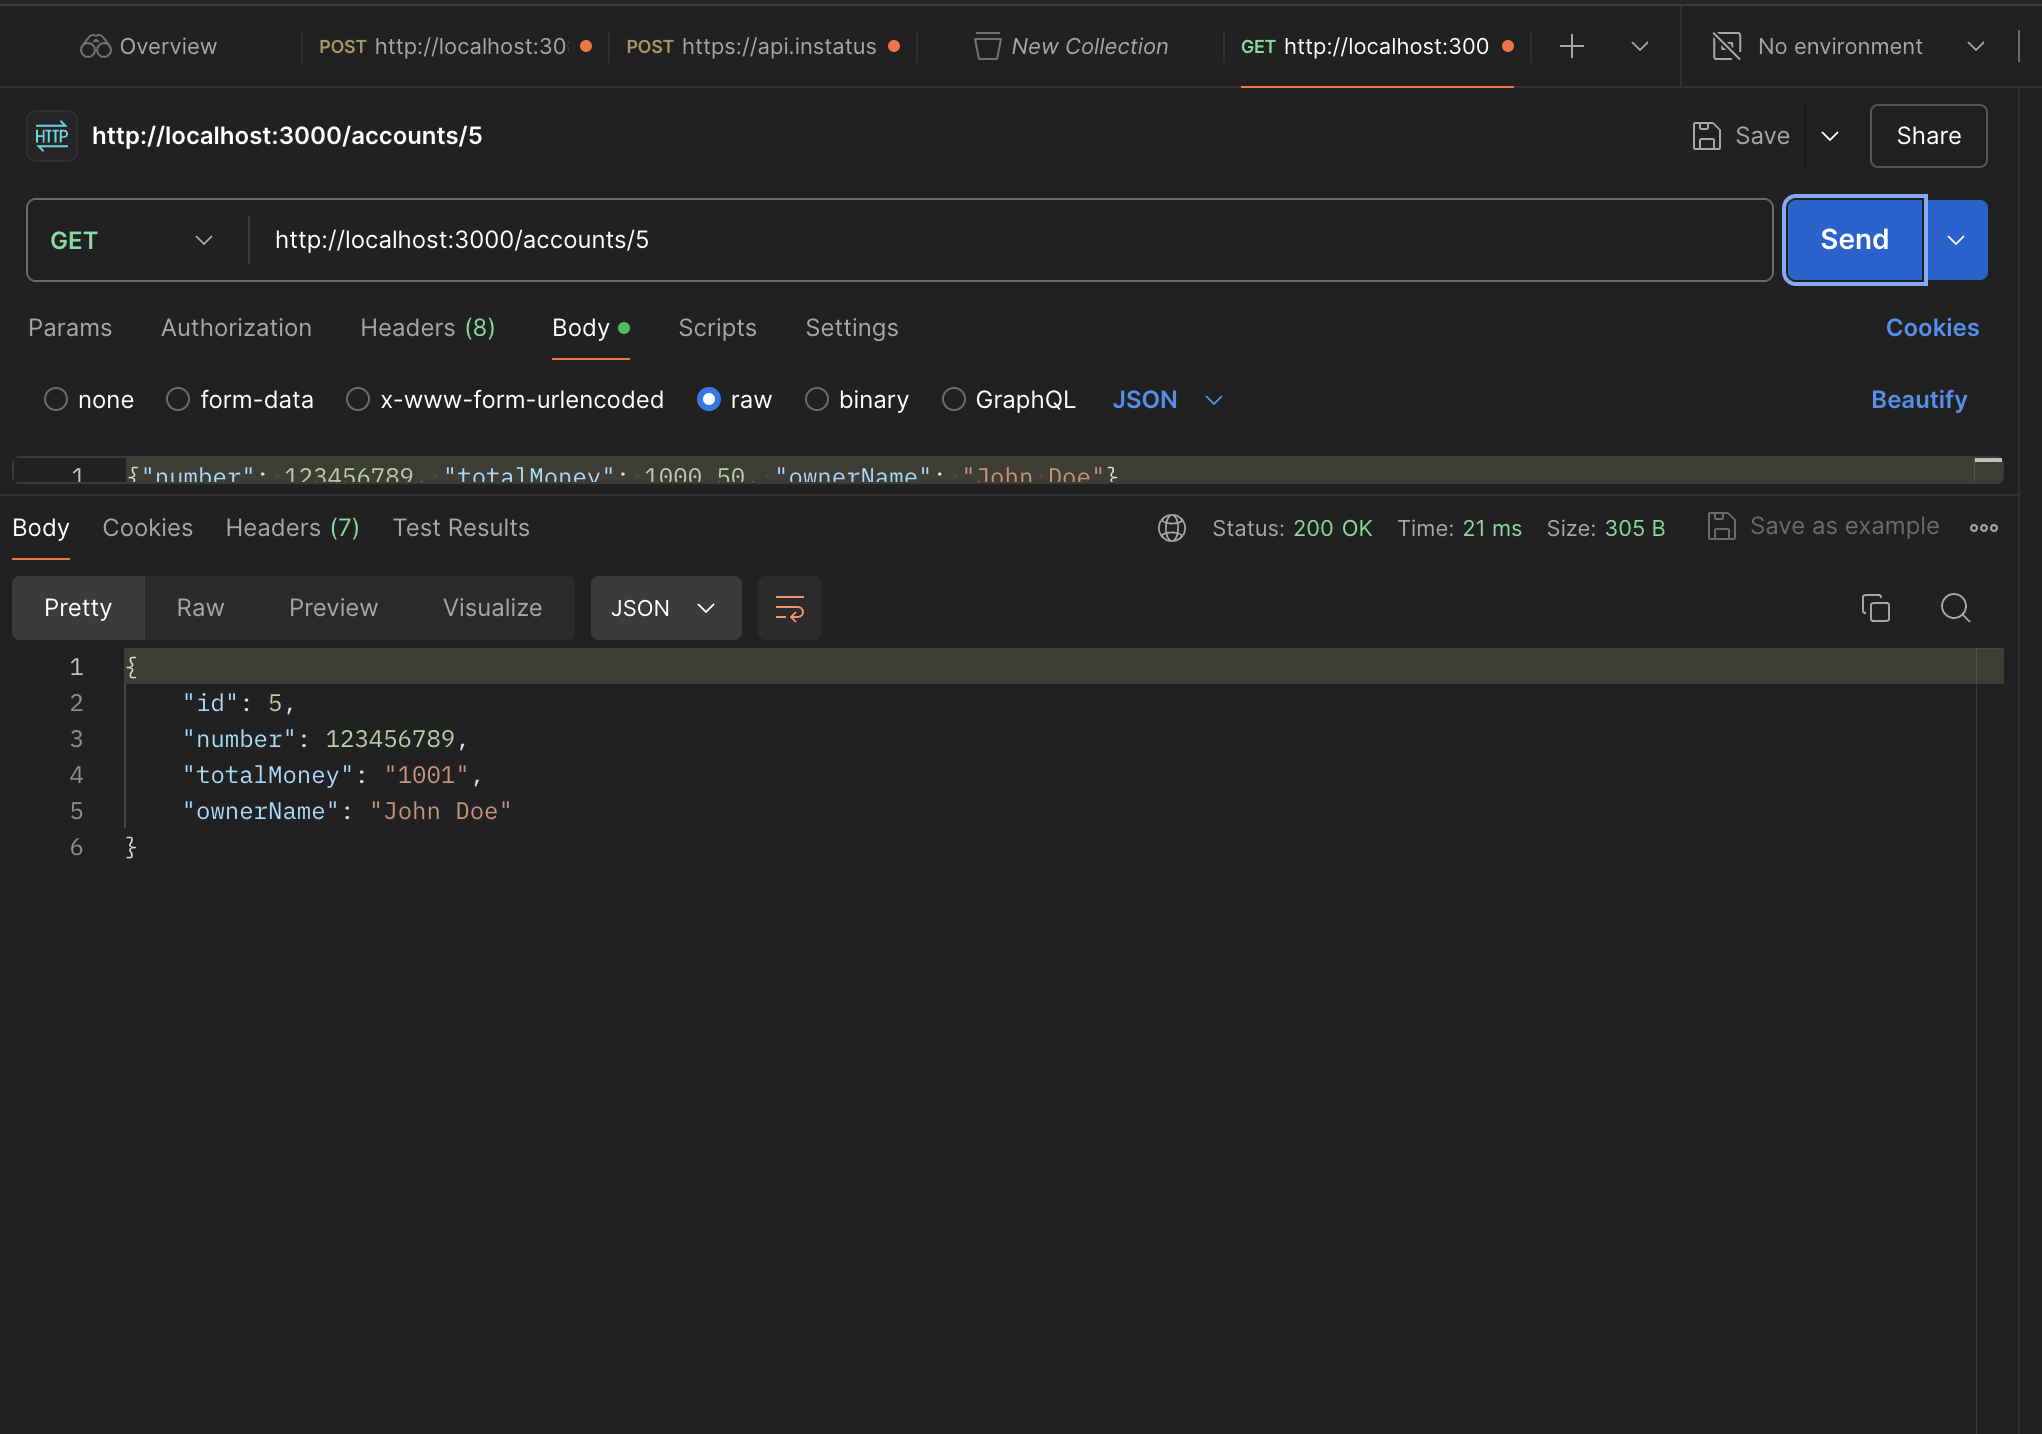 Overview
POST http://localhost:30
POST https://api.instatus
New Collection
GET http://localhost:300
No environment
HTTP http://localhost:3000/accounts/5
Save
Share
GET
http://localhost:3000/accounts/5
Send
Params Authorization Headers (8) Body Scripts Settings Cookies
none form-data x-www-form-urlencoded raw binary GraphQL JSON Beautify
1 {"number": 123456789, "totalMoney": 1000.50, "ownerName": "John Doe"}
Body Cookies Headers (7) Test Results Status: 200 OK Time: 21 ms Size: 305 B Save as example
Pretty Raw Preview Visualize JSON
1 {
2 "id": 5,
3 "number": 123456789,
4 "totalMoney": "1001",
5 "ownerName": "John Doe"
6 }